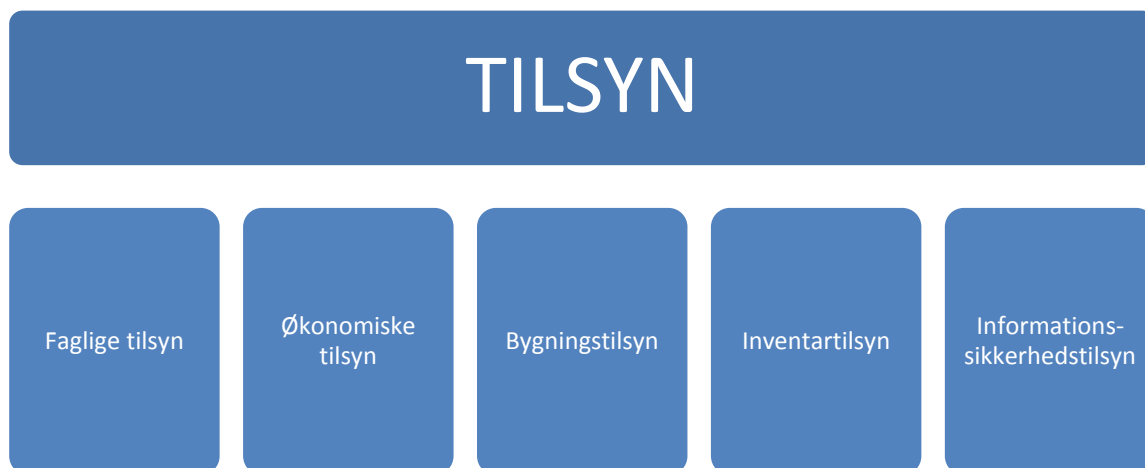 TILSYN
Faglige tilsyn
Økonomiske
tilsyn
Bygningstilsyn
Inventartilsyn
Informations-
sikkerhedstilsyn